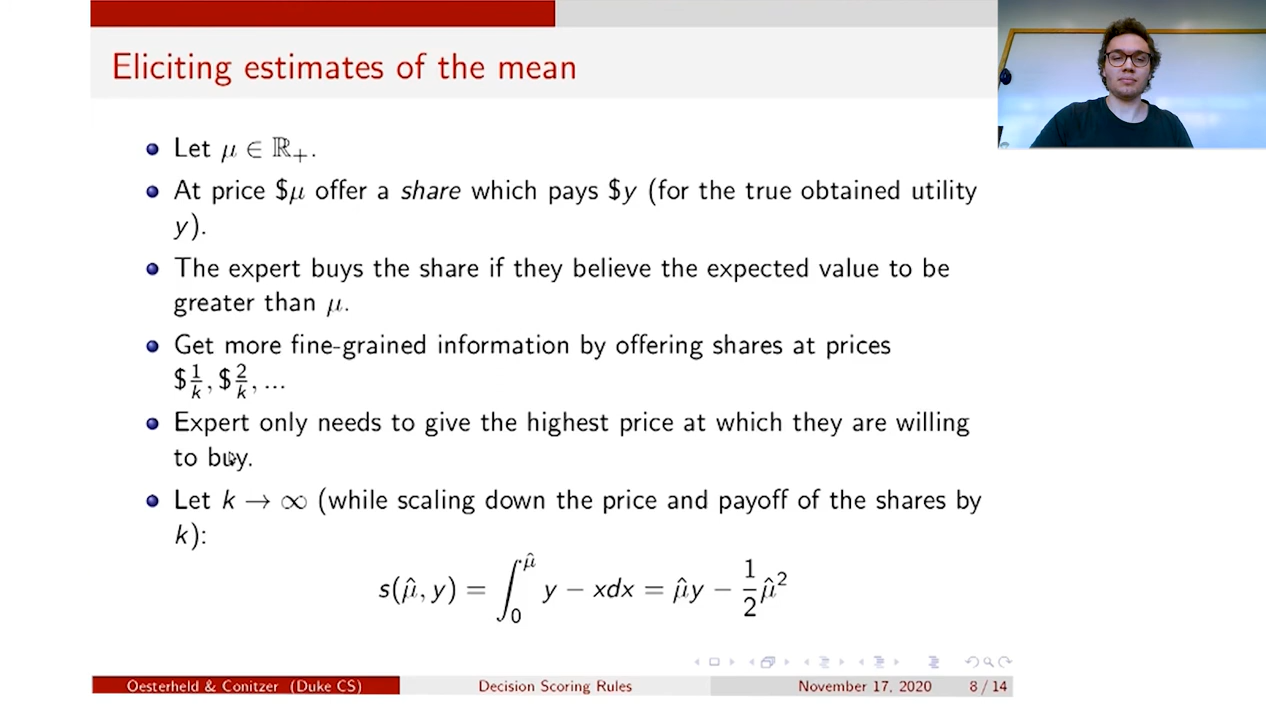 Eliciting estimates of the mean
Let μ ∈ ℝ₊.
At price $μ offer a share which pays $y (for the true obtained utility
y).
The expert buys the share if they believe the expected value to be
greater than μ.
Get more fine-grained information by offering shares at prices
$1/k, $2/k, ...
Expert only needs to give the highest price at which they are willing
to buy.
Let k → ∞ (while scaling down the price and payoff of the shares by
k):
s(μ̂, y) = ∫₀^μ̂ y − xdx = μ̂y − 1/2 μ̂²
Oesterheld & Conitzer (Duke CS) Decision Scoring Rules November 17, 2020 8 / 14